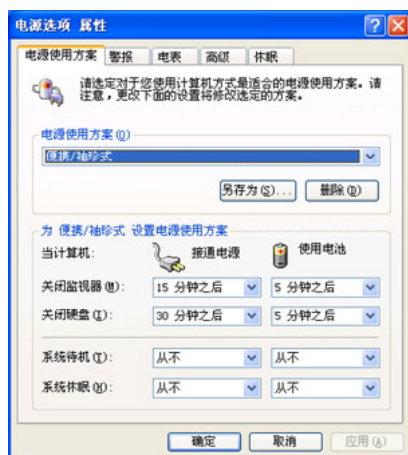 电源选项 属性
电源使用方案 警报 电表 高级 休眠
请选定对于您使用计算机方式最适合的电源使用方案。请
注意，更改下面的设置将修改选定的方案。
电源使用方案(O)
便携/袖珍式
另存为(S)... 删除(D)
为 便携/袖珍式 设置电源使用方案
当计算机: 接通电源 使用电池
关闭监视器(M): 15 分钟之后 5 分钟之后
关闭硬盘(I): 30 分钟之后 5 分钟之后
系统待机(T): 从不 从不
系统休眠(H): 从不 从不
确定 取消 应用(A)